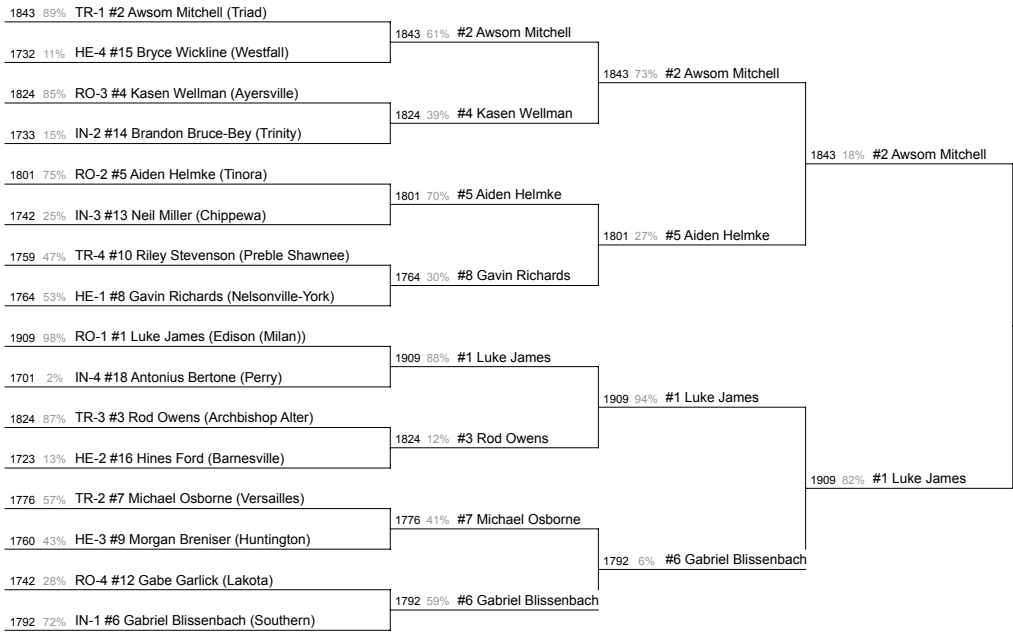 1843 89% TR-1 #2 Awsom Mitchell (Triad)
1732 11% HE-4 #15 Bryce Wickline (Westfall)
1824 85% RO-3 #4 Kasen Wellman (Ayersville)
1733 15% IN-2 #14 Brandon Bruce-Bey (Trinity)
1801 75% RO-2 #5 Aiden Helmke (Tinora)
1742 25% IN-3 #13 Neil Miller (Chippewa)
1759 47% TR-4 #10 Riley Stevenson (Preble Shawnee)
1764 53% HE-1 #8 Gavin Richards (Nelsonville-York)
1909 98% RO-1 #1 Luke James (Edison (Milan))
1701 2% IN-4 #18 Antonius Bertone (Perry)
1824 87% TR-3 #3 Rod Owens (Archbishop Alter)
1723 13% HE-2 #16 Hines Ford (Barnesville)
1776 57% TR-2 #7 Michael Osborne (Versailles)
1760 43% HE-3 #9 Morgan Breniser (Huntington)
1742 28% RO-4 #12 Gabe Garlick (Lakota)
1792 72% IN-1 #6 Gabriel Blissenbach (Southern)
1843 61% #2 Awsom Mitchell
1824 39% #4 Kasen Wellman
1801 70% #5 Aiden Helmke
1764 30% #8 Gavin Richards
1909 88% #1 Luke James
1824 12% #3 Rod Owens
1776 41% #7 Michael Osborne
1792 59% #6 Gabriel Blissenbach
1843 73% #2 Awsom Mitchell
1801 27% #5 Aiden Helmke
1909 94% #1 Luke James
1792 6% #6 Gabriel Blissenbach
1843 18% #2 Awsom Mitchell
1909 82% #1 Luke James